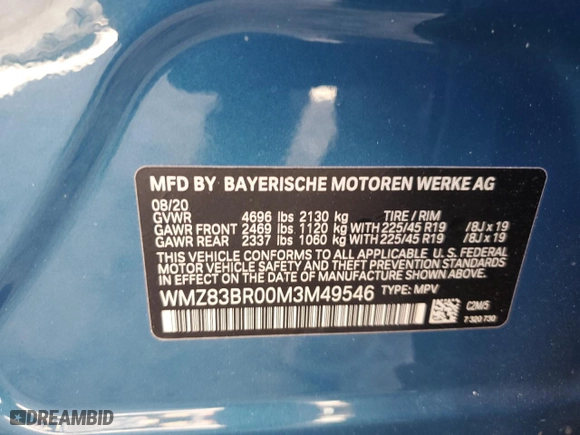 MFD BY BAYERISCHE MOTOREN WERKE AG
08/20
GVWR 4696 lbs 2130 kg TIRE / RIM
GAWR FRONT 2469 lbs 1120 kg WITH 225/45 R19 /8J x 19
GAWR REAR 2337 lbs 1060 kg WITH 225/45 R19 /8J x 19
THIS VEHICLE CONFORMS TO ALL APPLICABLE U. S. FEDERAL
MOTOR VEHICLE SAFETY, BUMPER, AND THEFT PREVENTION STANDARDS
IN EFFECT ON THE DATE OF MANUFACTURE SHOWN ABOVE.
WMZ83BR00M3M49546 TYPE: MPV
C2M/5
7 320 730
DREAMBID